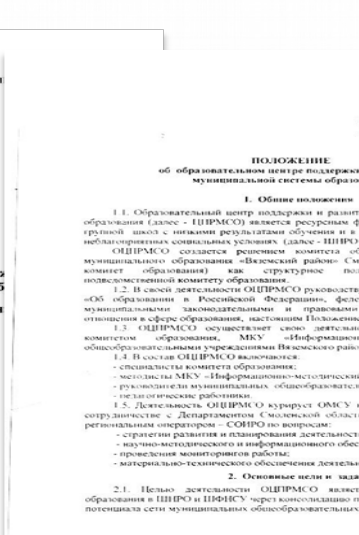 2
ПОЛОЖЕНИЕ
об образовательном центре поддержки
муниципальной системы образо
1. Общие положения
1.1. Образовательный центр поддержки и развит
образования (далее - ЦПРМСО) является ресурсным ф
группой школ с низкими результатами обучения и в
неблагоприятных социальных условиях (далее - ШНРО
ОЦПРМСО создается решением комитета об
муниципального образования «Вяземский район» См
комитет образования) как структурное по
подведомственной комитету образования.
1.2. В своей деятельности ОЦПРМСО руководств
«Об образовании в Российской Федерации», феде
муниципальными законодательными и правовыми
отношения в сфере образования, настоящим Положени
1.3. ОЦПРМСО осуществляет свою деятельно
комитетом образования, МКУ «Информацион
общеобразовательными учреждениями Вяземского райо
1.4. В состав ОЦПРМСО включаются:
- специалисты комитета образования;
- методисты МКУ «Информационно-методический
- руководители муниципальных общеобразовател
- педагогические работники.
1.5. Деятельность ОЦПРМСО курирует ОМСУ
сотрудничестве с Департаментом Смоленской област
региональным оператором – СОИРО по вопросам:
- стратегии развития и планирования деятельност
- научно-методического и информационного обес
- проведения мониторингов работы;
- материально-технического обеспечения деятельн
2. Основные цели и зада
2.1. Целью деятельности ОЦПРМСО являет
образования в ШНРО и ШФНСУ через консолидацию п
потенциала сети муниципальных общеобразовательных